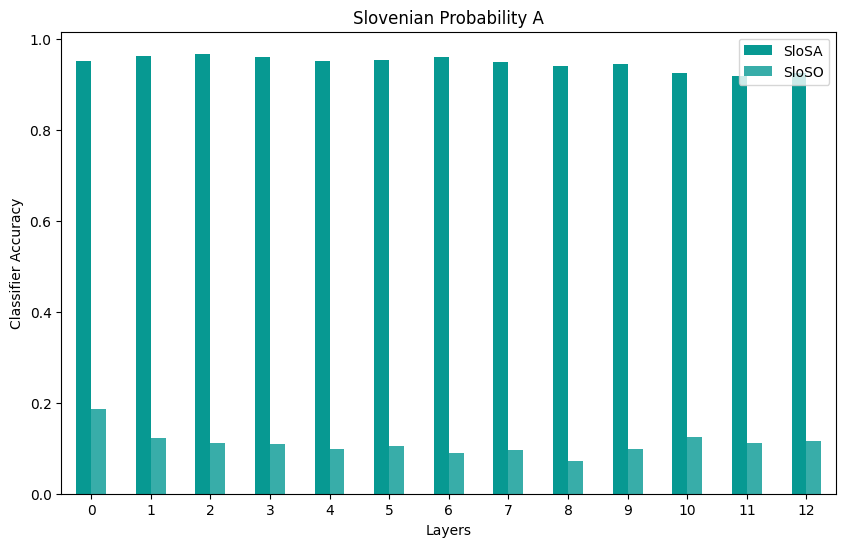 Slovenian Probability A
SloSA
SloSO
Classifier Accuracy
1.0
0.8
0.6
0.4
0.2
0.0
0 1 2 3 4 5 6 7 8 9 10 11 12
Layers